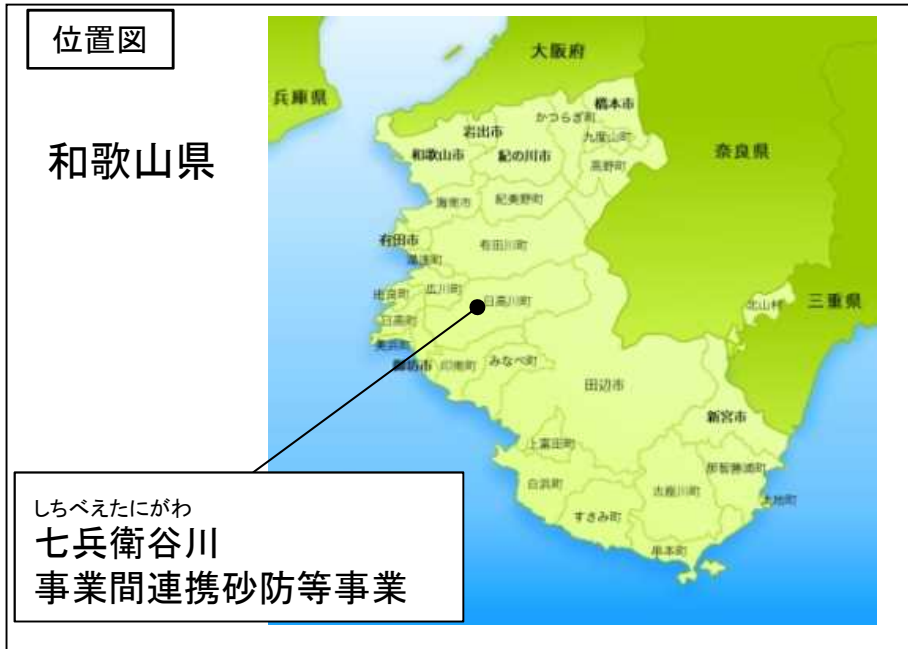 位置図
和歌山県
大阪府
兵庫県
橋本市
かつらぎ町
岩出市
九度山町
和歌山市
紀の川市
奈良県
高野町
海南市
紀美野町
有田市
有田川町
湯浅町
広川町
由良町
日高川町
北山村
三重県
日高町
美浜町
御坊市
印南町
みなべ町
田辺市
新宮市
上富田町
那智勝浦町
白浜町
古座川町
太地町
すさみ町
串本町
しちべえたにがわ
七兵衛谷川
事業間連携砂防等事業